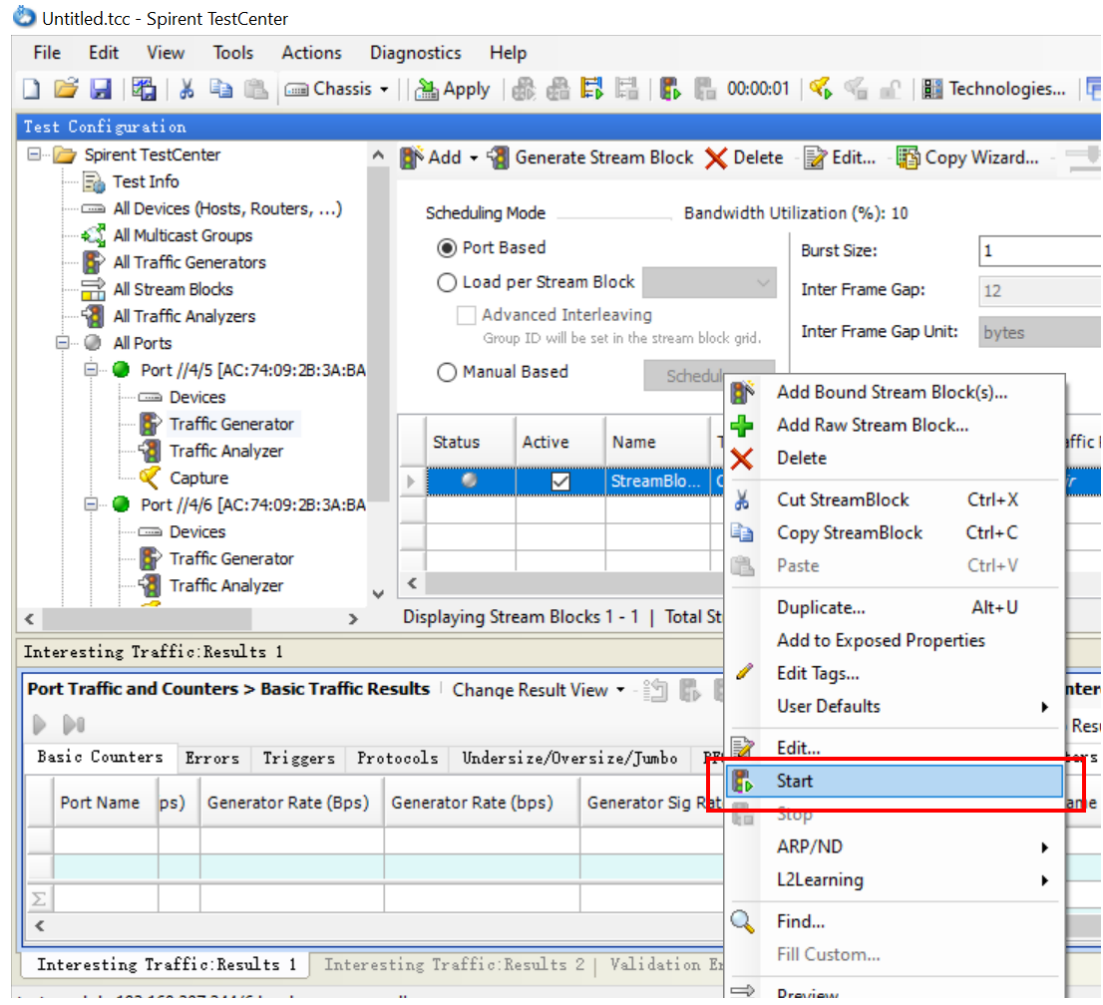 Untitled.tcc - Spirent TestCenter
File Edit View Tools Actions Diagnostics Help
Chassis Apply 00:00:01 Technologies...
Test Configuration
Spirent TestCenter
Test Info
All Devices (Hosts, Routers, ...)
All Multicast Groups
All Traffic Generators
All Stream Blocks
All Traffic Analyzers
All Ports
Port //4/5 [AC:74:09:2B:3A:BA
Devices
Traffic Generator
Traffic Analyzer
Capture
Port //4/6 [AC:74:09:2B:3A:BA
Devices
Traffic Generator
Traffic Analyzer
Add Generate Stream Block Delete Edit... Copy Wizard...
Scheduling Mode Bandwidth Utilization (%): 10
Port Based
Load per Stream Block
Advanced Interleaving
Group ID will be set in the stream block grid.
Manual Based Schedul
Burst Size: 1
Inter Frame Gap: 12
Inter Frame Gap Unit: bytes
Status Active Name
StreamBlo...
Displaying Stream Blocks 1 - 1 | Total St
Add Bound Stream Block(s)...
Add Raw Stream Block...
Delete
Cut StreamBlock Ctrl+X
Copy StreamBlock Ctrl+C
Paste Ctrl+V
Duplicate... Alt+U
Add to Exposed Properties
Edit Tags...
User Defaults
Edit...
Start
Stop
ARP/ND
L2Learning
Find...
Fill Custom...
Preview
Interesting Traffic:Results 1
Port Traffic and Counters > Basic Traffic Results Change Result View
Basic Counters Errors Triggers Protocols Undersize/Oversize/Jumbo
Port Name ps) Generator Rate (Bps) Generator Rate (bps) Generator Sig Rat
Σ
Interesting Traffic:Results 1 Interesting Traffic:Results 2 | Validation Er